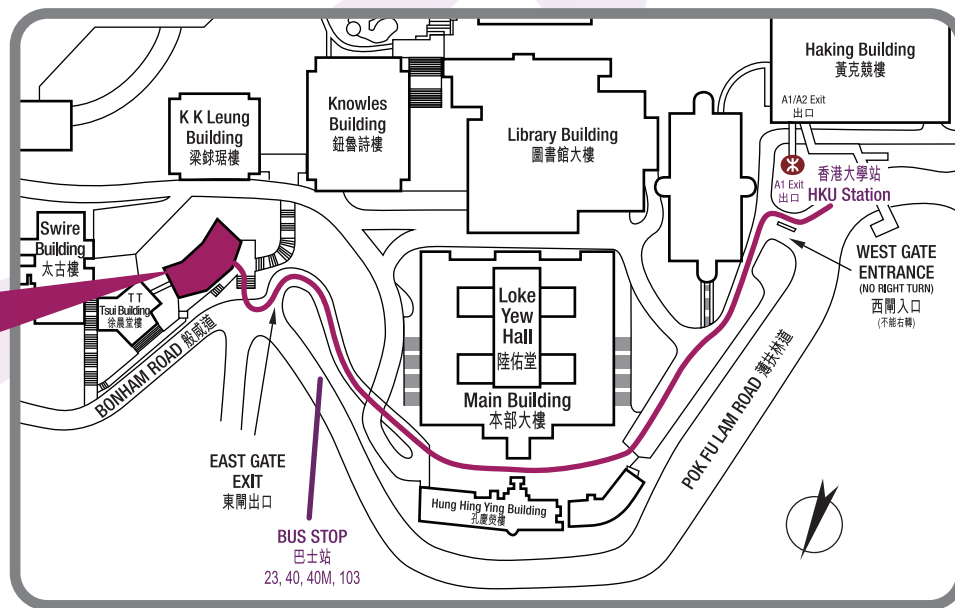 Haking Building
黃克競樓
A1/A2 Exit
出口
K K Leung
Building
梁銶琚樓
Knowles
Building
鈕魯詩樓
Library Building
圖書館大樓
A1 Exit
出口
香港大學站
HKU Station
Swire
Building
太古樓
T T
Tsui Building
徐展堂樓
BONHAM ROAD 般咸道
Loke
Yew
Hall
陸佑堂
Main Building
本部大樓
WEST GATE
ENTRANCE
(NO RIGHT TURN)
西閘入口
(不能右轉)
POK FU LAM ROAD 薄扶林道
EAST GATE
EXIT
東閘出口
Hung Hing Ying Building
孔慶熒樓
BUS STOP
巴士站
23, 40, 40M, 103